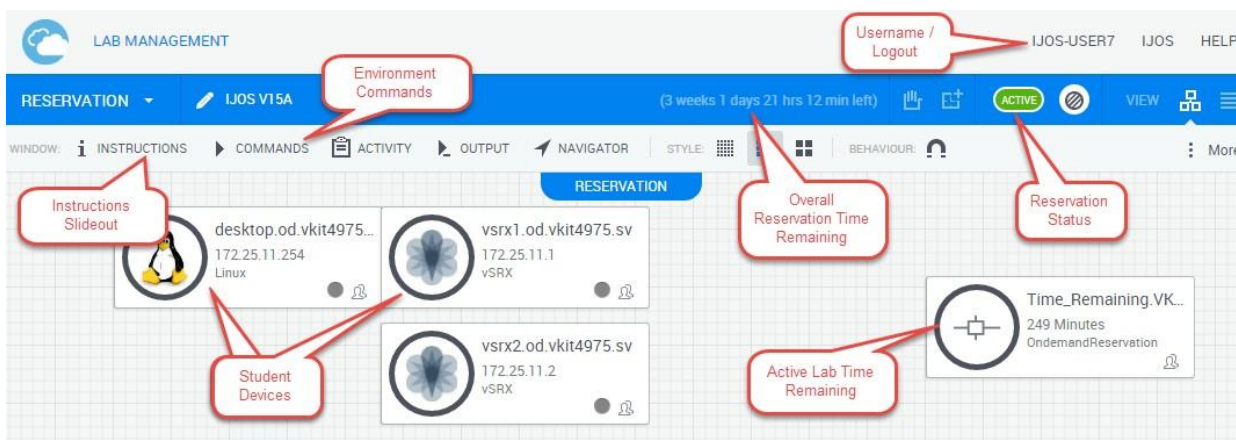 LAB MANAGEMENT
Username /
Logout
IJOS-USER7 IJOS HELP
Environment
Commands
RESERVATION
IJOS V15A
(3 weeks 1 days 21 hrs 12 min left)
ACTIVE
VIEW
WINDOW: INSTRUCTIONS COMMANDS ACTIVITY OUTPUT NAVIGATOR STYLE: BEHAVIOUR: More
RESERVATION
Instructions
Slideout
Overall
Reservation Time
Remaining
Reservation
Status
desktop.od.vkit4975...
172.25.11.254
Linux
vsrx1.od.vkit4975.sv
172.25.11.1
vSRX
Time_Remaining.VK...
249 Minutes
OndemandReservation
Student
Devices
vsrx2.od.vkit4975.sv
172.25.11.2
vSRX
Active Lab Time
Remaining